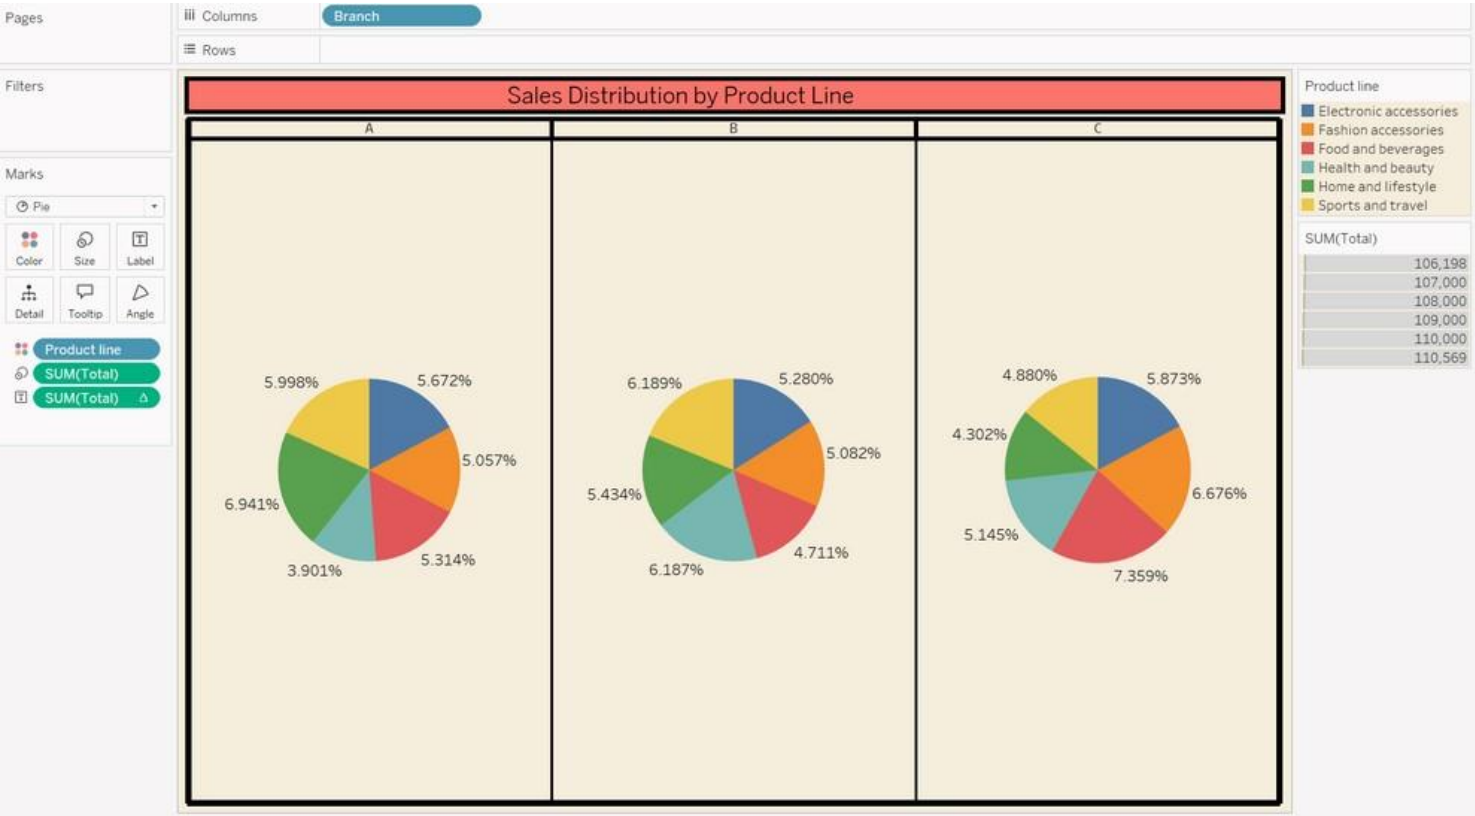 Pages
Columns
Branch
Rows
Filters
Marks
Pie
Color
Size
Label
Detail
Tooltip
Angle
Product line
SUM(Total)
SUM(Total)
Sales Distribution by Product Line
A
B
C
5.998%
5.672%
5.057%
6.941%
5.314%
3.901%
6.189%
5.280%
5.082%
5.434%
4.711%
6.187%
4.880%
5.873%
4.302%
6.676%
5.145%
7.359%
Product line
Electronic accessories
Fashion accessories
Food and beverages
Health and beauty
Home and lifestyle
Sports and travel
SUM(Total)
106,198
107,000
108,000
109,000
110,000
110,569